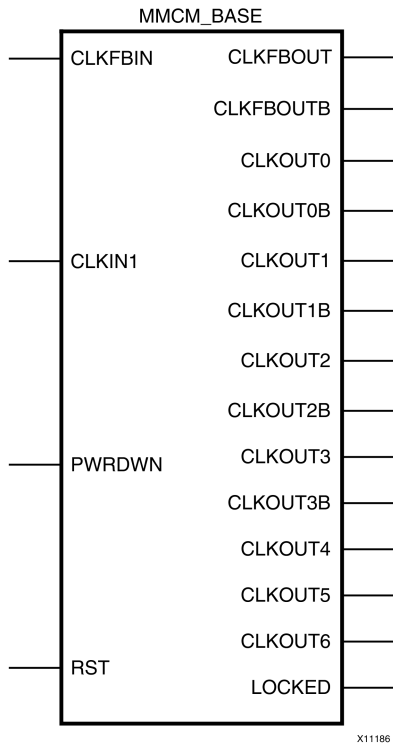 MMCM_BASE
CLKFBIN
CLKFBOUT
CLKFBOUTB
CLKOUT0
CLKOUT0B
CLKIN1
CLKOUT1
CLKOUT1B
CLKOUT2
CLKOUT2B
PWRDWN
CLKOUT3
CLKOUT3B
CLKOUT4
CLKOUT5
CLKOUT6
RST
LOCKED
X11186